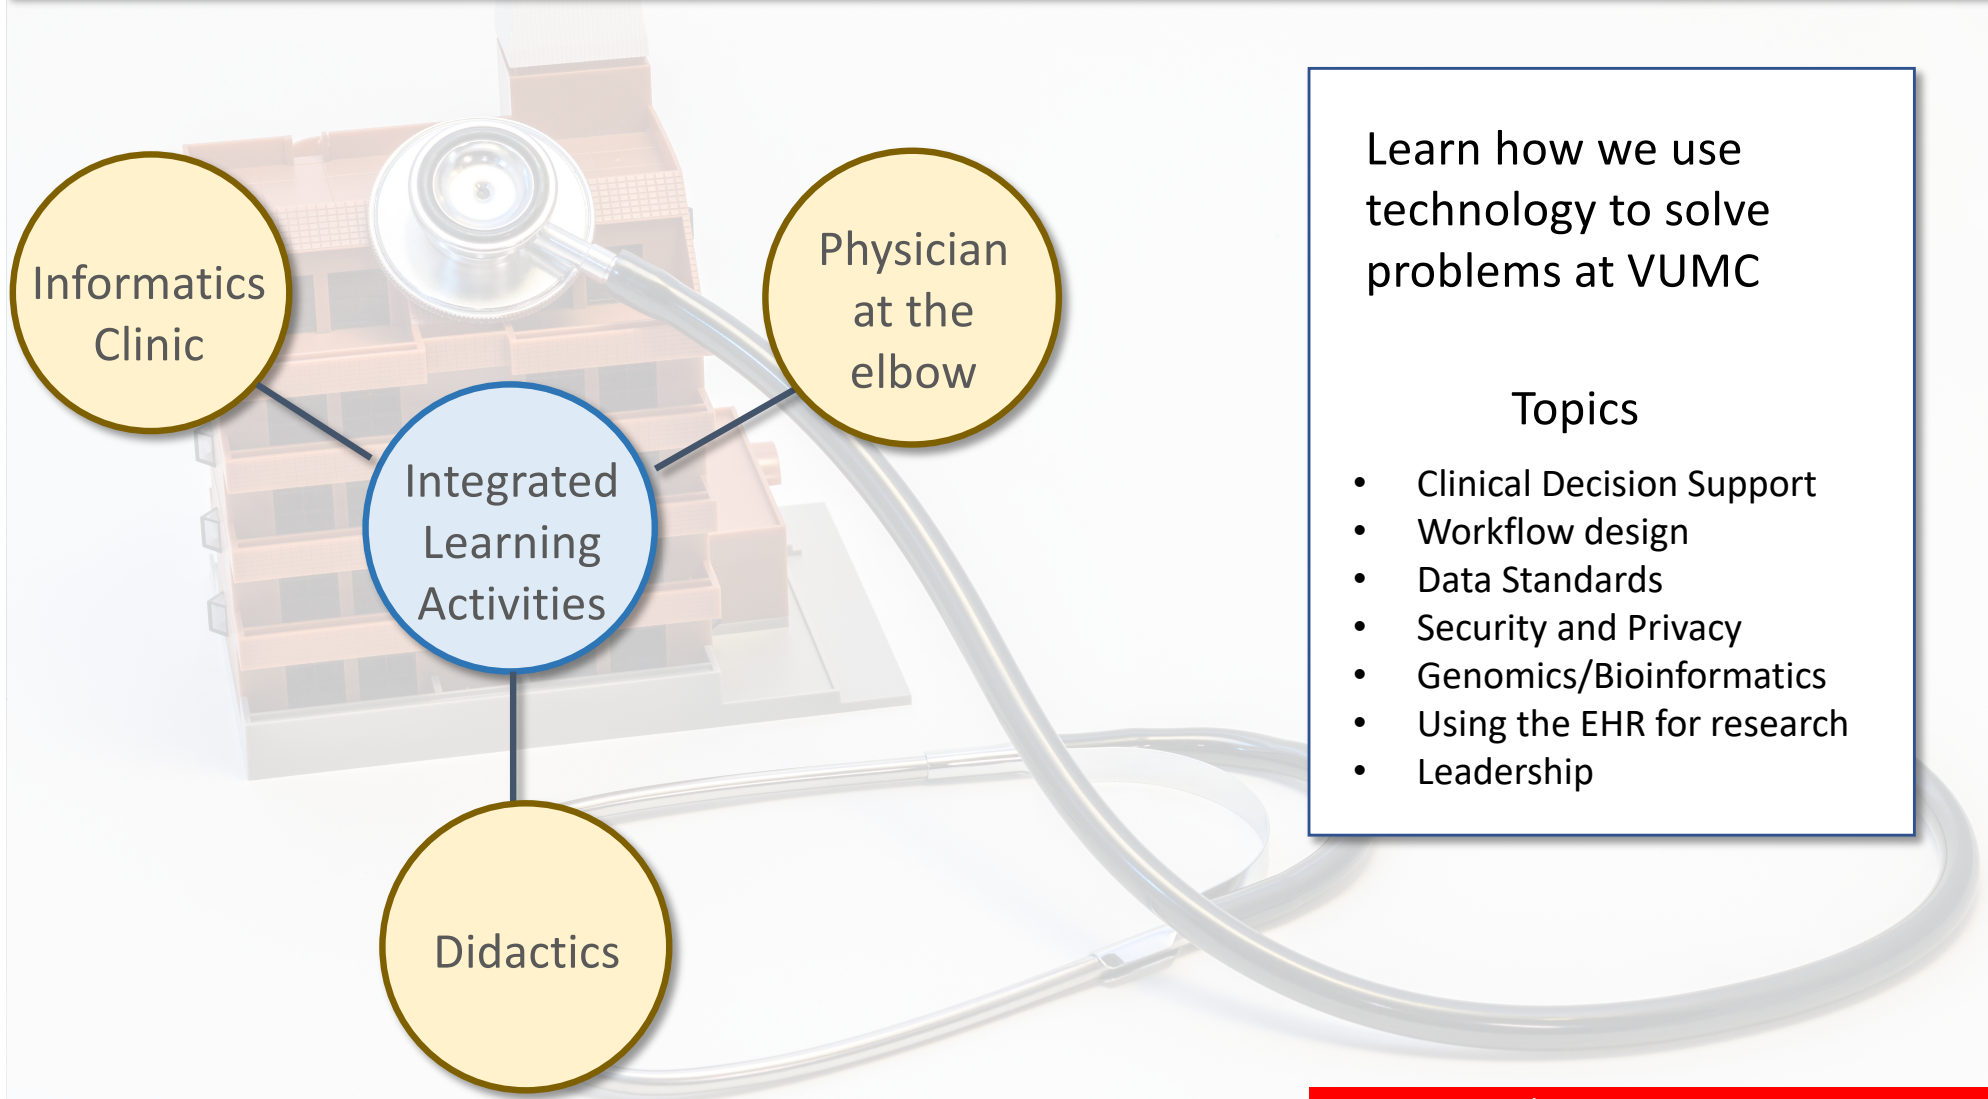 Informatics
Clinic
Physician
at the
elbow
Integrated
Learning
Activities
Didactics
Learn how we use
technology to solve
problems at VUMC
Topics
• Clinical Decision Support
• Workflow design
• Data Standards
• Security and Privacy
• Genomics/Bioinformatics
• Using the EHR for research
• Leadership